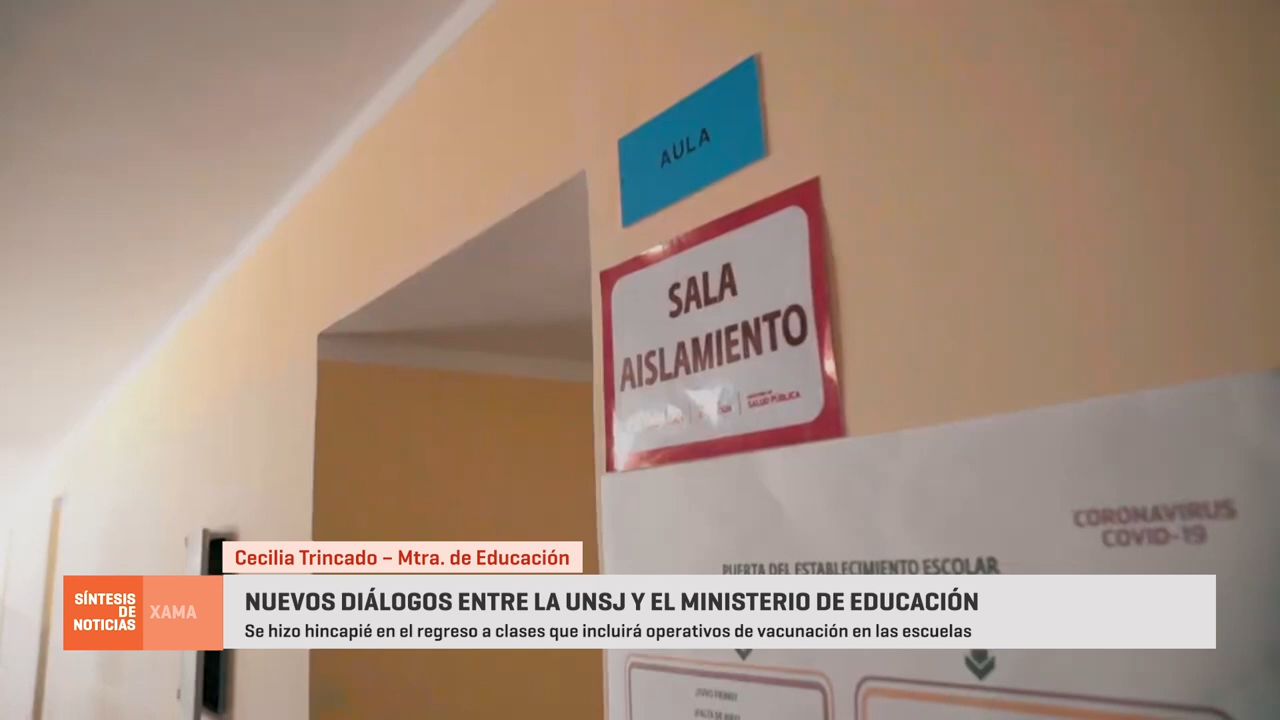 AULA
SALA
AISLAMIENTO
SALUD PÚBLICA
CORONAVIRUS
COVID-19
PUERTA DEL ESTABLECIMIENTO ESCOLAR
Cecilia Trincado – Mtra. de Educación
SÍNTESIS
DE
NOTICIAS
XAMA
NUEVOS DIÁLOGOS ENTRE LA UNSJ Y EL MINISTERIO DE EDUCACIÓN
Se hizo hincapié en el regreso a clases que incluirá operativos de vacunación en las escuelas